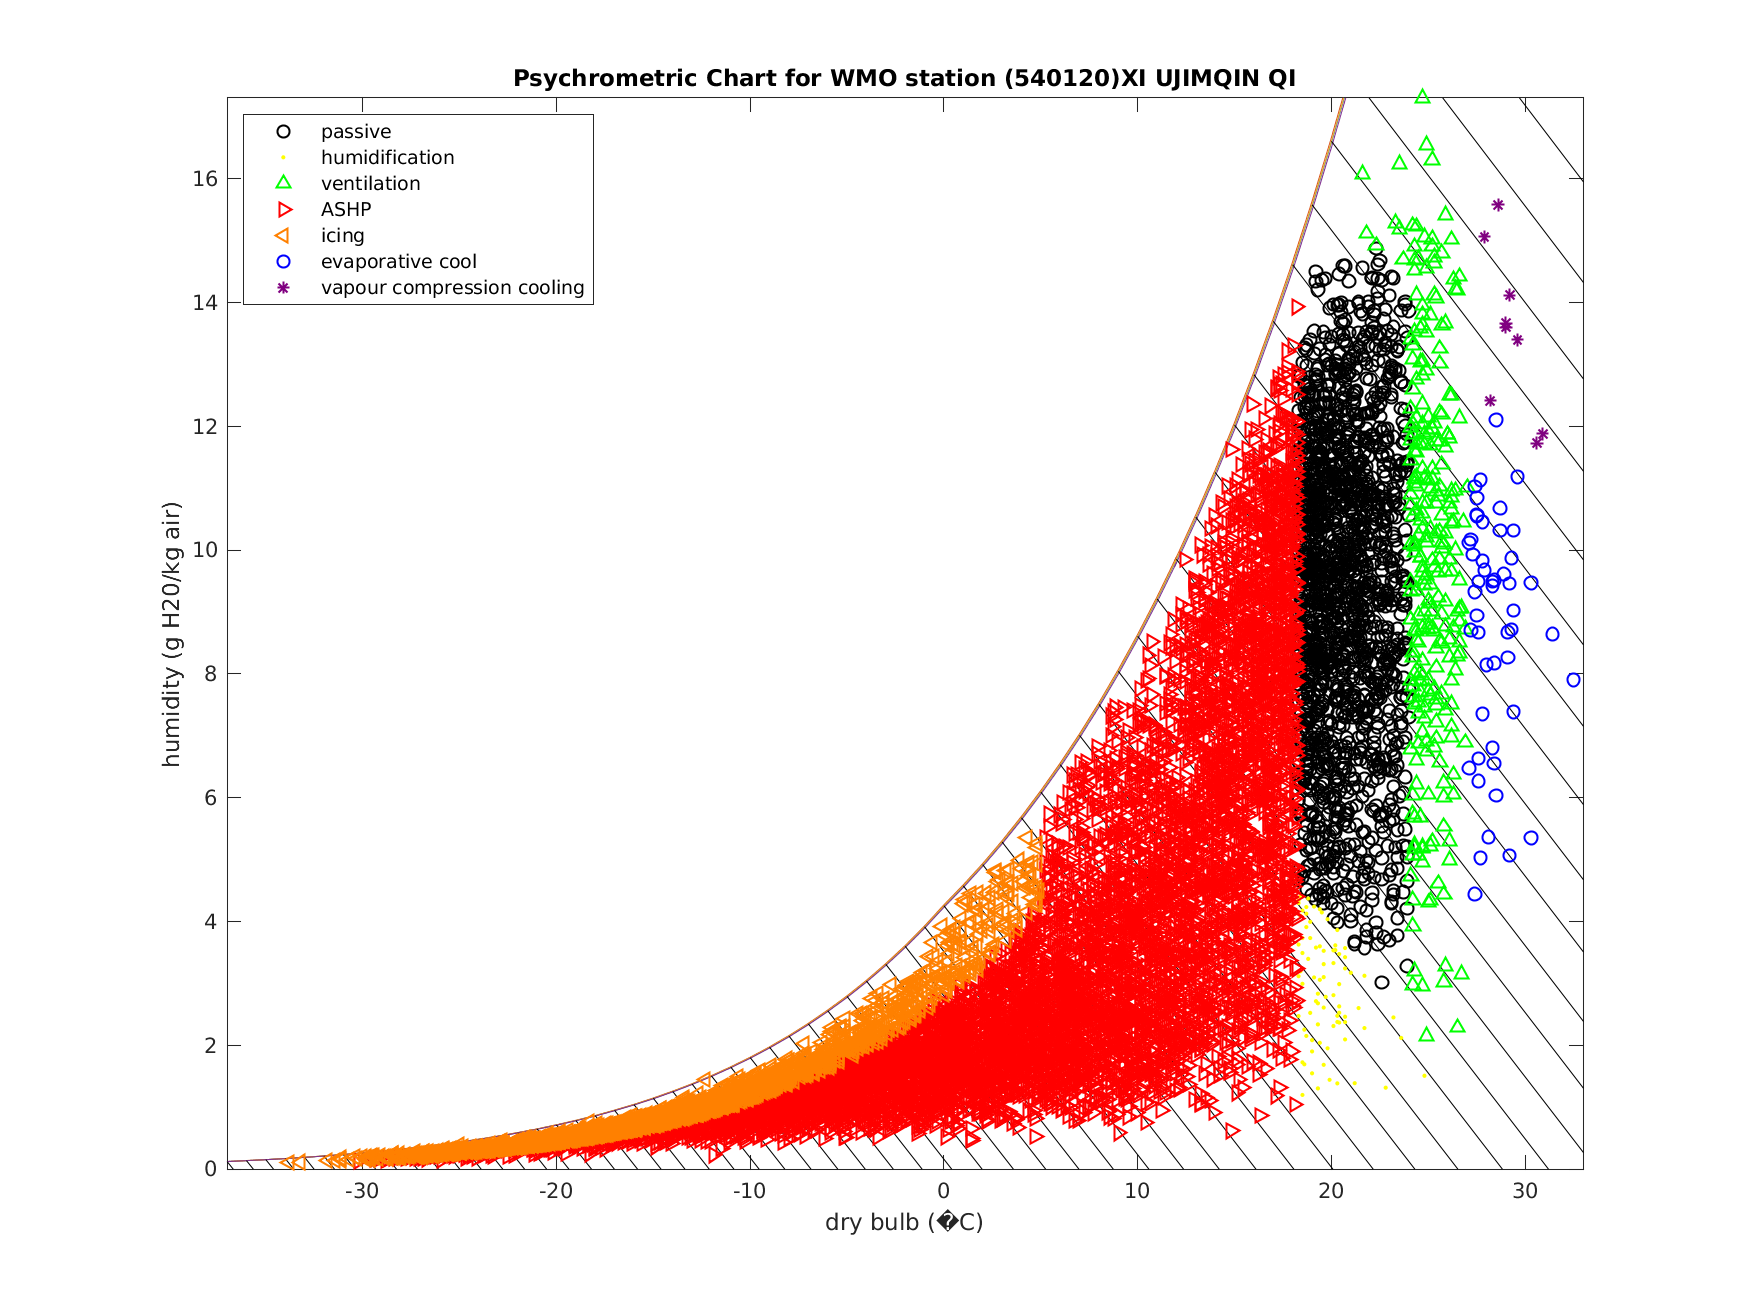 Psychrometric Chart for WMO station (540120)XI UJIMQIN QI
passive
humidification
ventilation
ASHP
icing
evaporative cool
vapour compression cooling
humidity (g H20/kg air)
16
14
12
10
8
6
4
2
0
-30 -20 -10 0 10 20 30
dry bulb (�C)